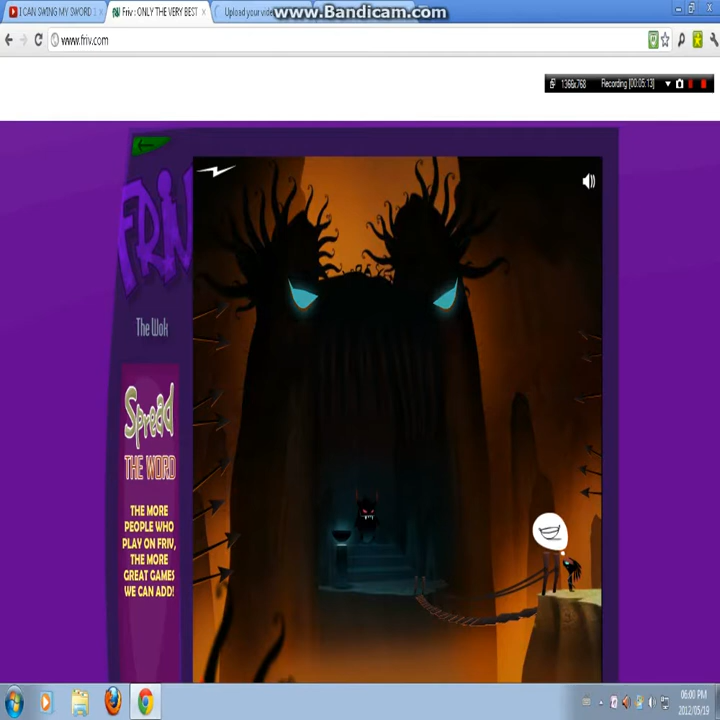 www.Bandicam.com
I CAN SWING MY SWORD
Friv : ONLY THE VERY BEST
Upload your vide
www.friv.com
1366x768 Recording [00:05:13]
FRIV
The Wok
Spread
THE WORD
THE MORE
PEOPLE WHO
PLAY ON FRIV,
THE MORE
GREAT GAMES
WE CAN ADD!
06:00 PM
2012/05/19